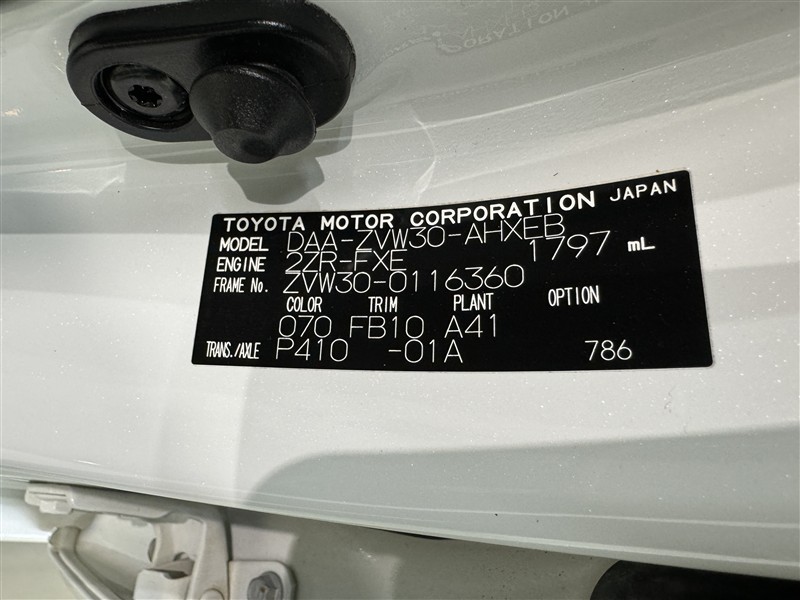 TOYOTA MOTOR CORPORATION JAPAN
MODEL DAA-ZVW30-AHXEB
ENGINE 2ZR-FXE 1797 mL
FRAME No. ZVW30-0116360
COLOR TRIM PLANT OPTION
070 FB10 A41
TRANS./AXLE P410 -01A 786